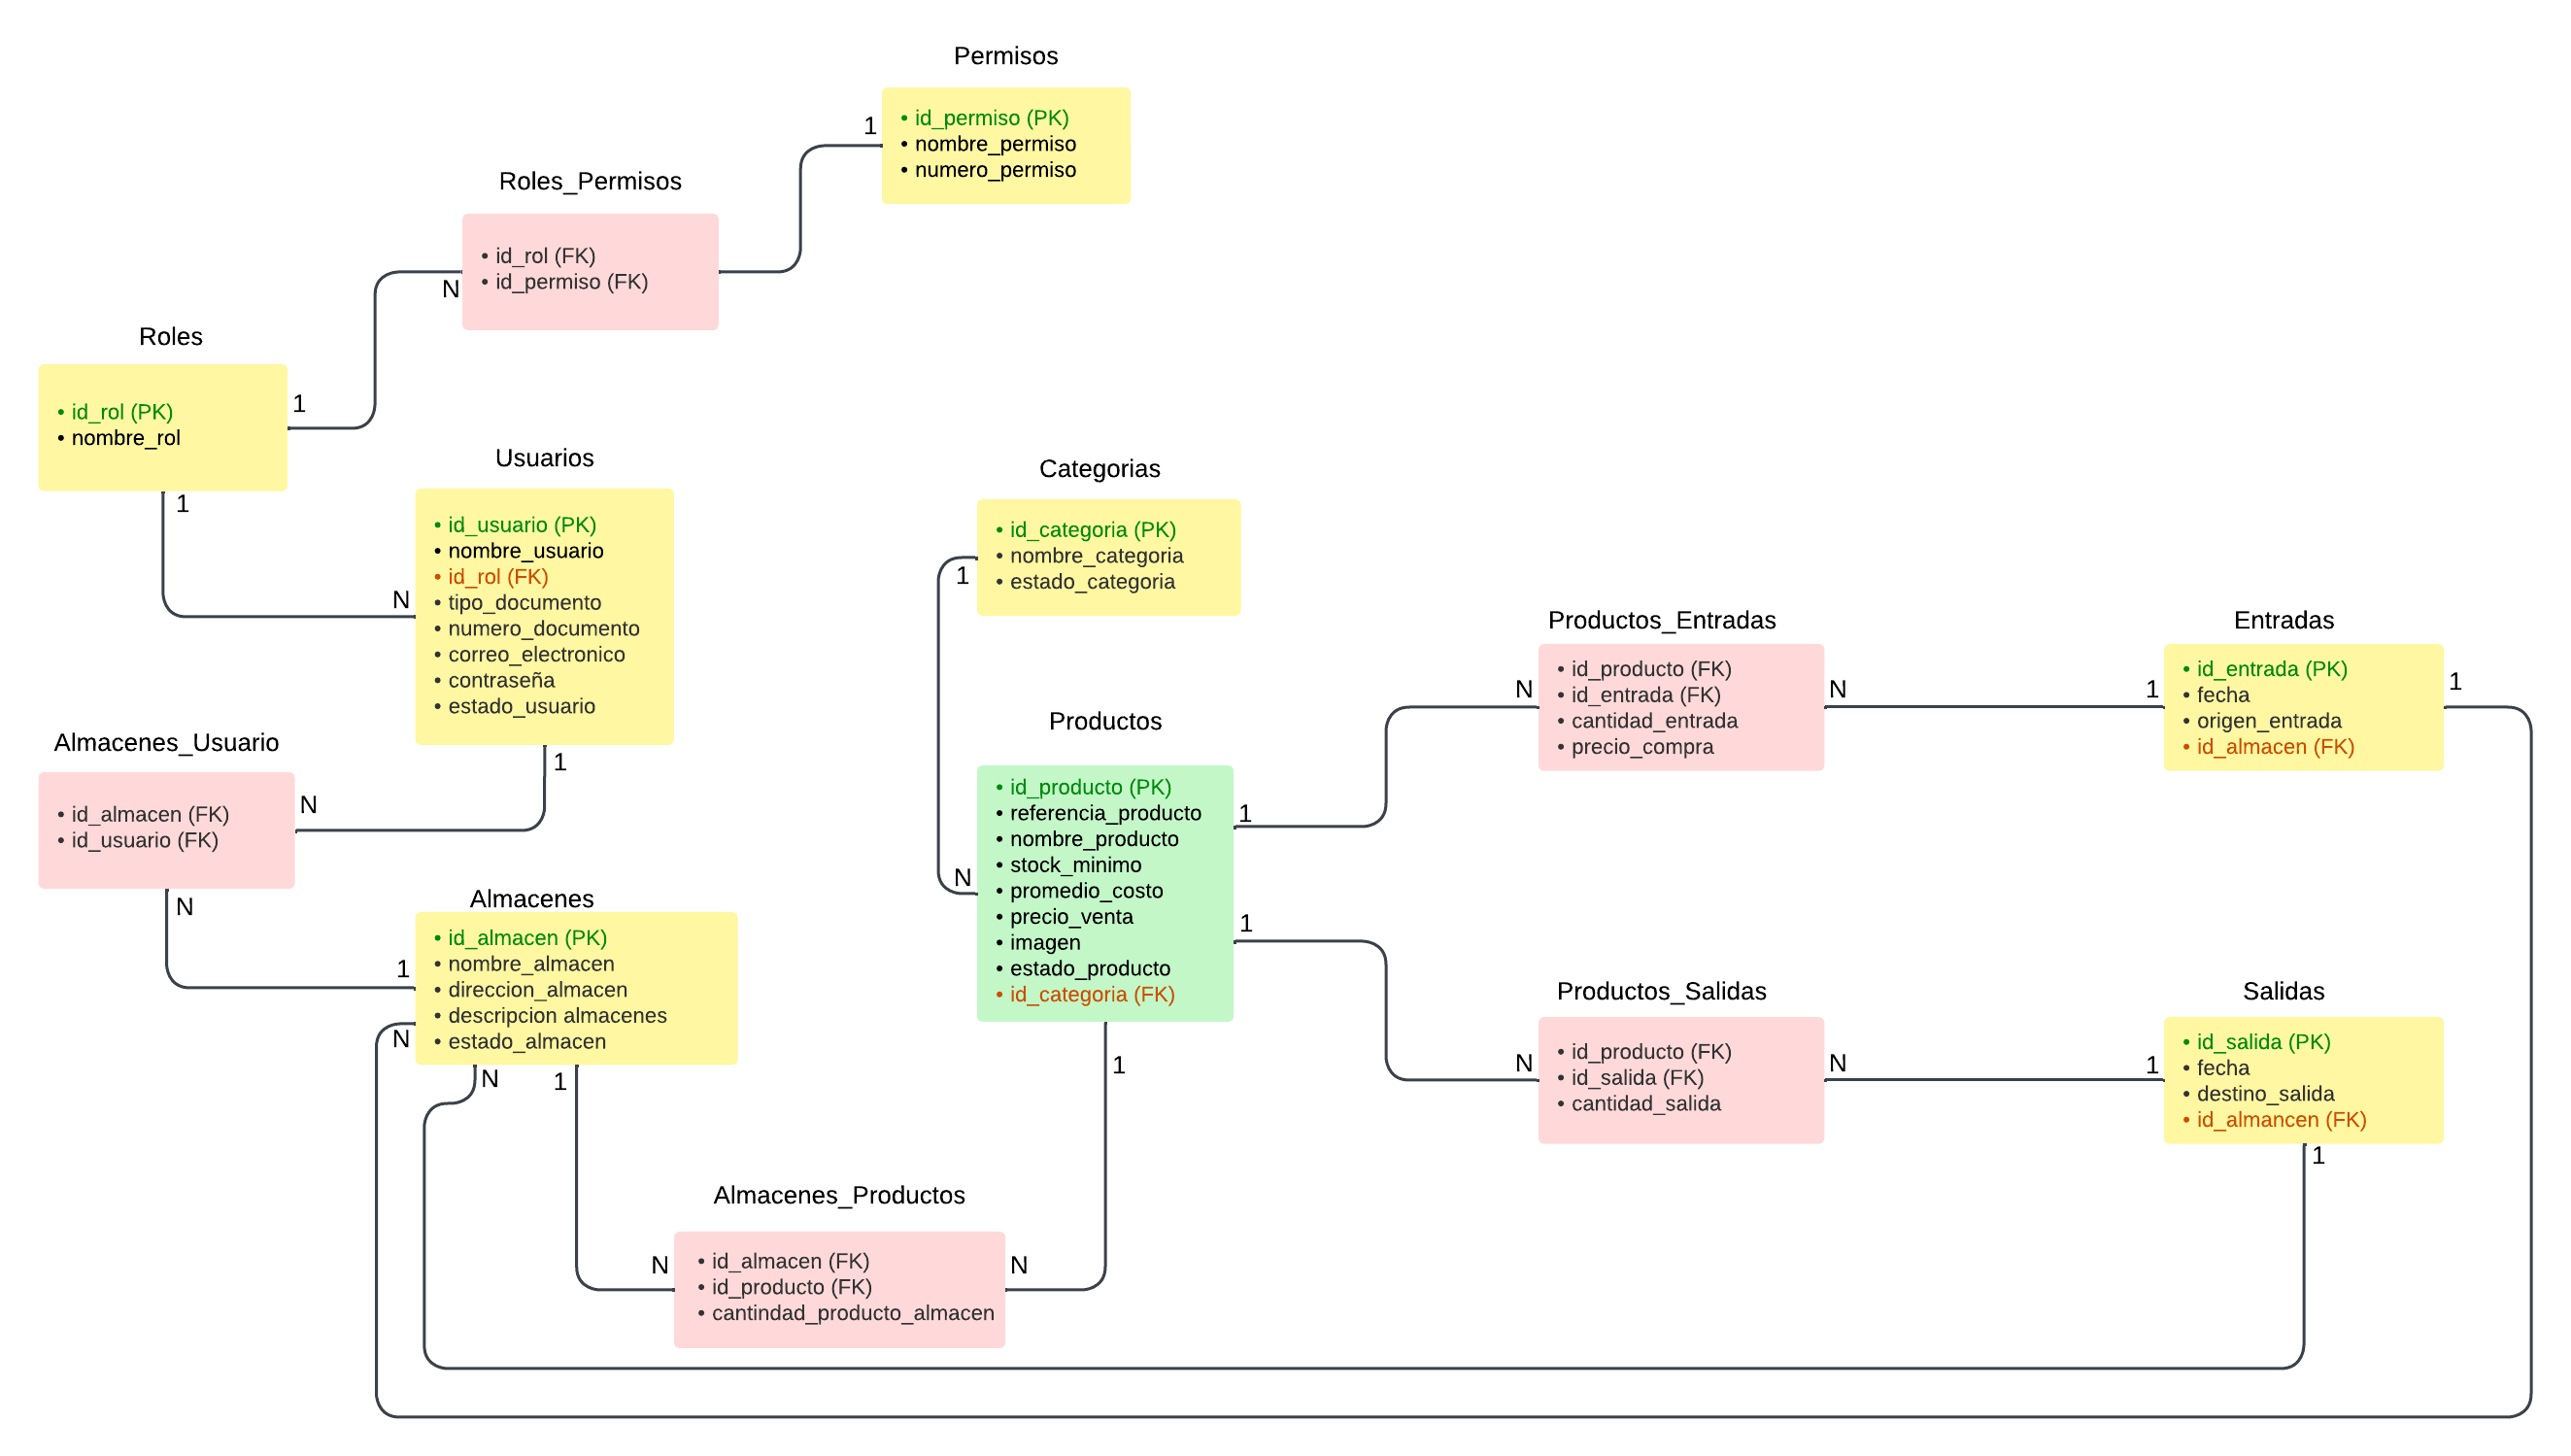 Permisos
• id_permiso (PK)
• nombre_permiso
• numero_permiso
1
Roles_Permisos
• id_rol (FK)
• id_permiso (FK)
N
Roles
• id_rol (PK)
• nombre_rol
1
1
Usuarios
• id_usuario (PK)
• nombre_usuario
• id_rol (FK)
• tipo_documento
• numero_documento
• correo_electronico
• contraseña
• estado_usuario
N
1
Categorias
• id_categoria (PK)
• nombre_categoria
• estado_categoria
1
Almacenes_Usuario
• id_almacen (FK)
• id_usuario (FK)
N
N
Almacenes
• id_almacen (PK)
• nombre_almacen
• direccion_almacen
• descripcion almacenes
• estado_almacen
1
N
N
1
Productos
• id_producto (PK)
• referencia_producto
• nombre_producto
• stock_minimo
• promedio_costo
• precio_venta
• imagen
• estado_producto
• id_categoria (FK)
N
1
1
1
Productos_Entradas
• id_producto (FK)
• id_entrada (FK)
• cantidad_entrada
• precio_compra
N
N
Entradas
• id_entrada (PK)
• fecha
• origen_entrada
• id_almacen (FK)
1
1
Productos_Salidas
• id_producto (FK)
• id_salida (FK)
• cantidad_salida
N
N
Salidas
• id_salida (PK)
• fecha
• destino_salida
• id_almancen (FK)
1
1
Almacenes_Productos
• id_almacen (FK)
• id_producto (FK)
• cantindad_producto_almacen
N
N